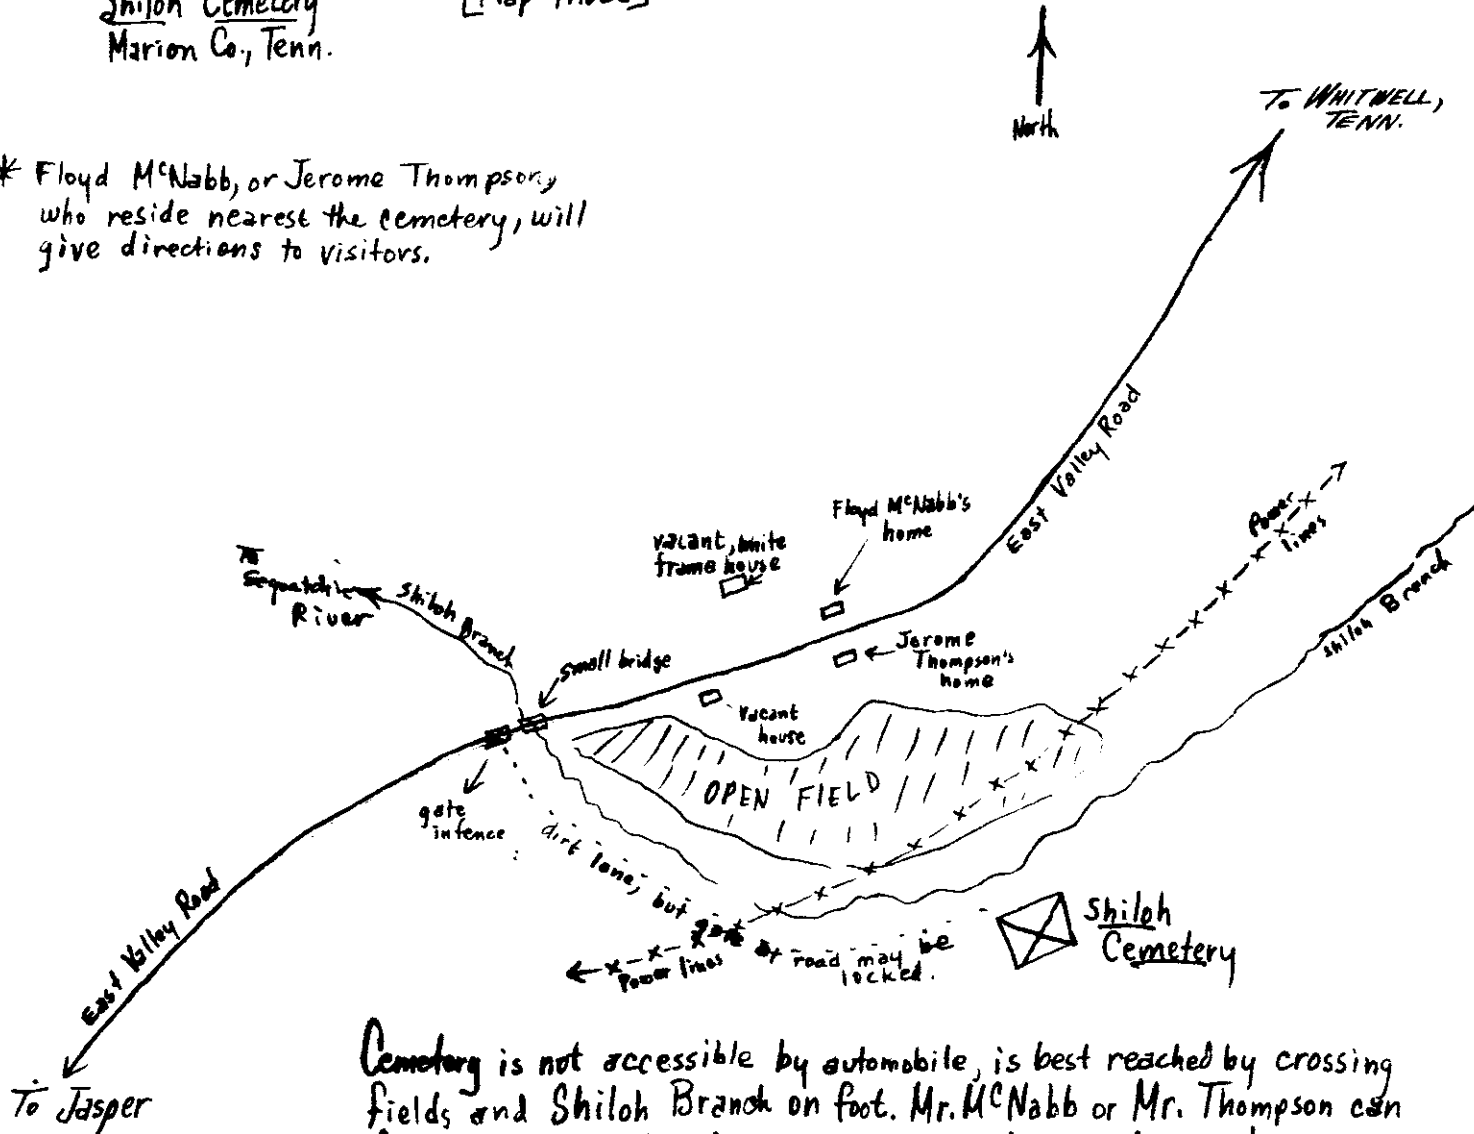 Shiloh Cemetery
Marion Co., Tenn.
[Map
North
To WHITWELL,
TENN.
* Floyd McNabb, or Jerome Thompson,
who reside nearest the cemetery, will
give directions to visitors.
East Valley Road
Floyd McNabb's
home
vacant, white
frame house
Power
lines
To
Sequatchie
River
Shiloh Branch
small bridge
Jerome
Thompson's
home
Shiloh Branch
Vacant
house
OPEN FIELD
gate
in fence
dirt lane, but gate at road may be
locked.
Shiloh
Cemetery
Power lines
East Valley Road
To Jasper
Cemetery is not accessible by automobile, is best reached by crossing
fields and Shiloh Branch on foot. Mr. McNabb or Mr. Thompson can